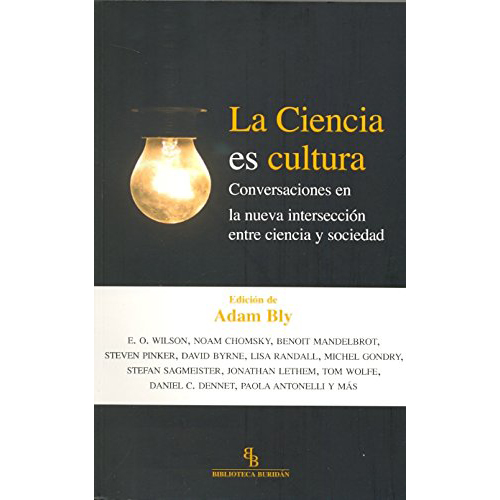 La Ciencia
es cultura
Conversaciones en
la nueva intersección
entre ciencia y sociedad
Edición de
Adam Bly
E. O. WILSON, NOAM CHOMSKY, BENOIT MANDELBROT,
STEVEN PINKER, DAVID BYRNE, LISA RANDALL, MICHEL GONDRY,
STEFAN SAGMEISTER, JONATHAN LETHEM, TOM WOLFE,
DANIEL C. DENNET, PAOLA ANTONELLI Y MÁS
BB
BIBLIOTECA BURIDÁN